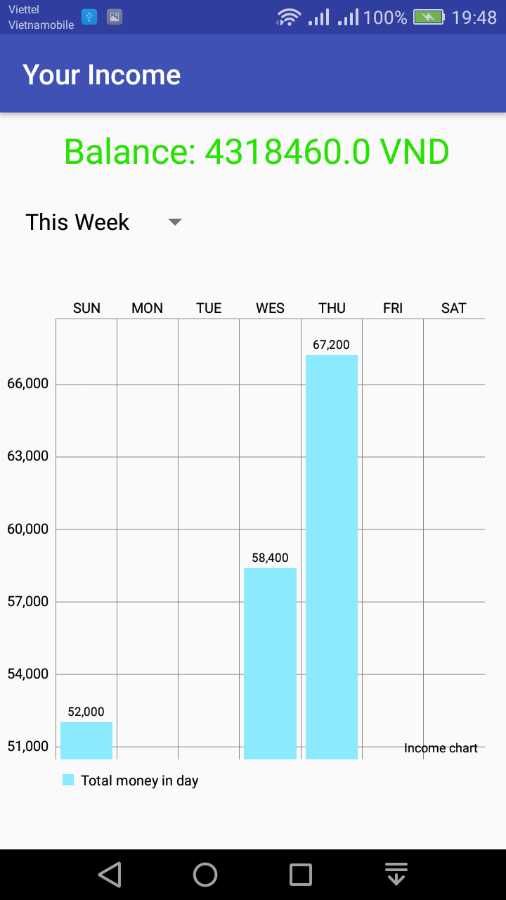 Viettel
Vietnamobile
100% 19:48
Your Income
Balance: 4318460.0 VND
This Week
SUN MON TUE WES THU FRI SAT
67,200
66,000
63,000
60,000
58,400
57,000
54,000
52,000
51,000
Income chart
Total money in day